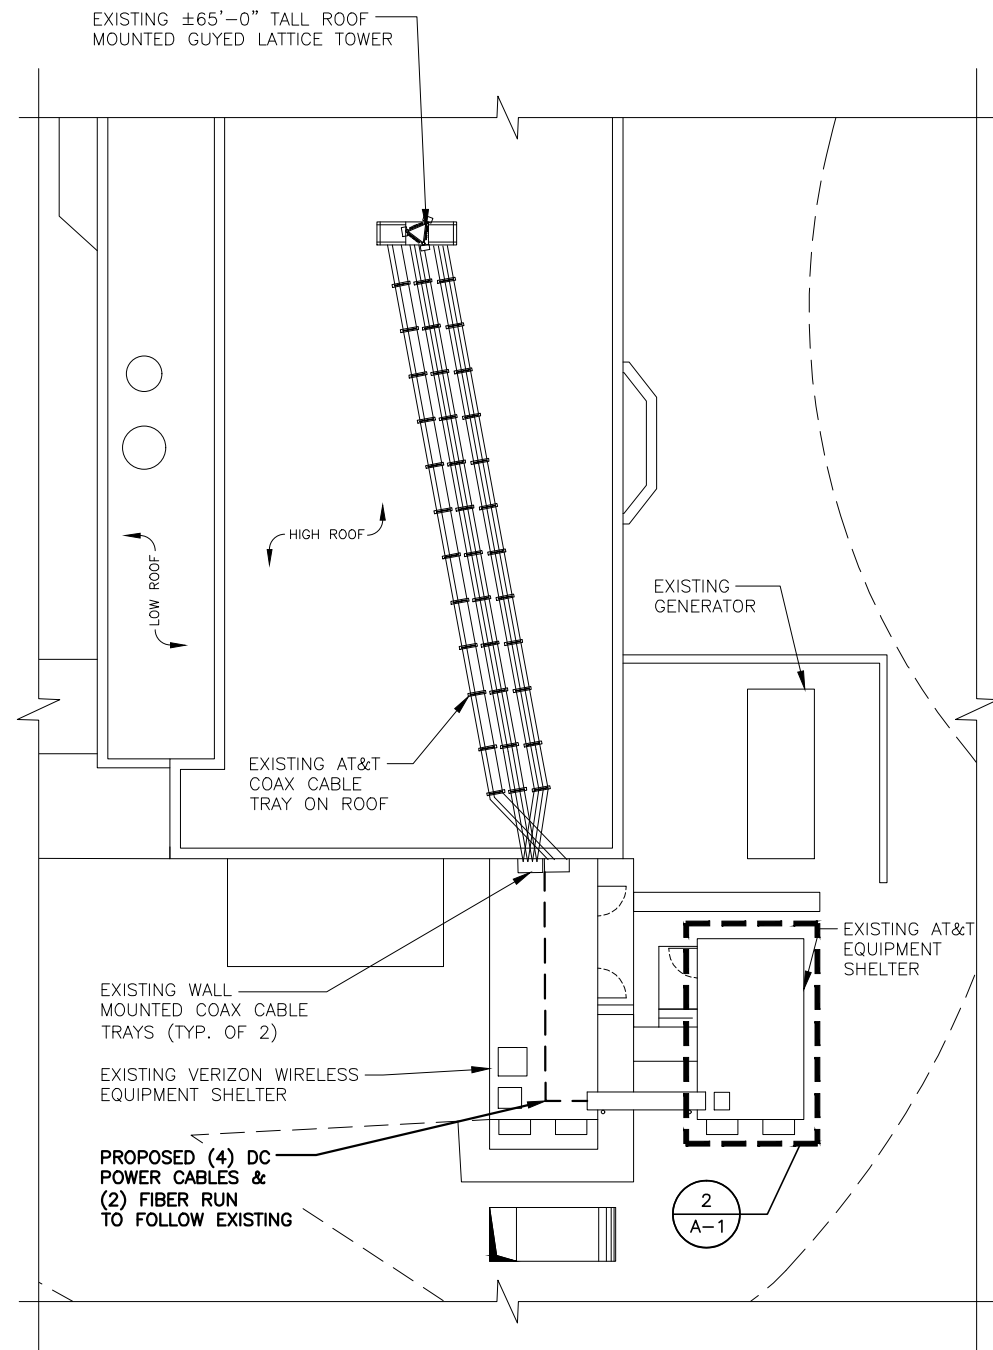 EXISTING ±65'-0" TALL ROOF
MOUNTED GUYED LATTICE TOWER
HIGH ROOF
LOW ROOF
EXISTING
GENERATOR
EXISTING AT&T
COAX CABLE
TRAY ON ROOF
EXISTING AT&T
EQUIPMENT
SHELTER
EXISTING WALL
MOUNTED COAX CABLE
TRAYS (TYP. OF 2)
EXISTING VERIZON WIRELESS
EQUIPMENT SHELTER
PROPOSED (4) DC
POWER CABLES &
(2) FIBER RUN
TO FOLLOW EXISTING
2
A-1